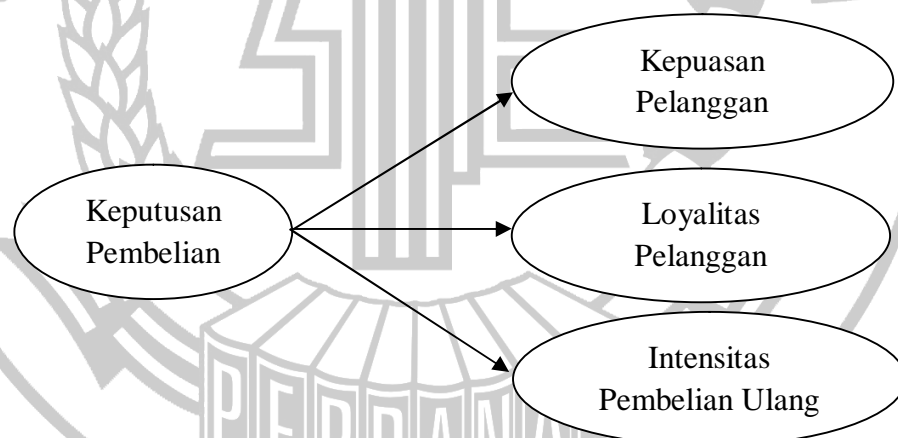 Kepuasan
Pelanggan
Keputusan
Pembelian
Loyalitas
Pelanggan
Intensitas
Pembelian Ulang